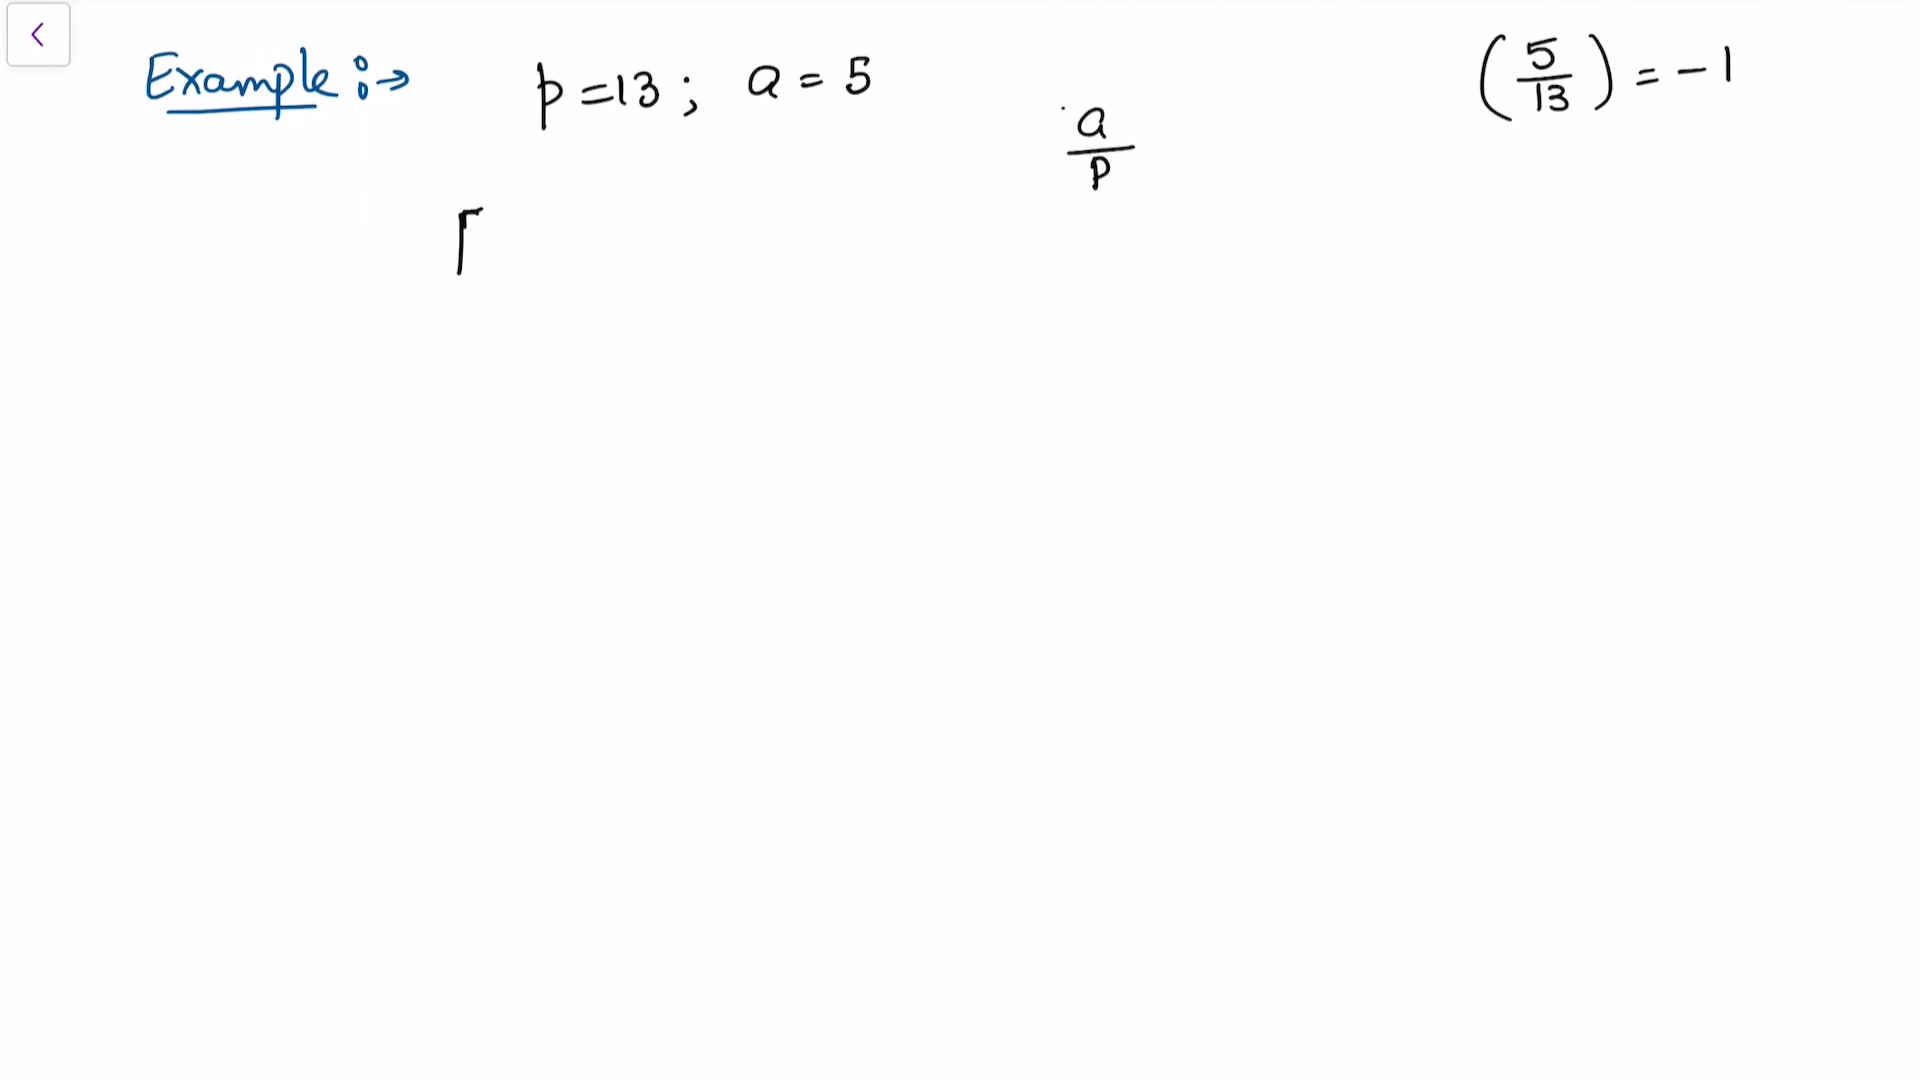 Example :→ p = 13 ; a = 5
a/p
(5/13) = -1
⌈